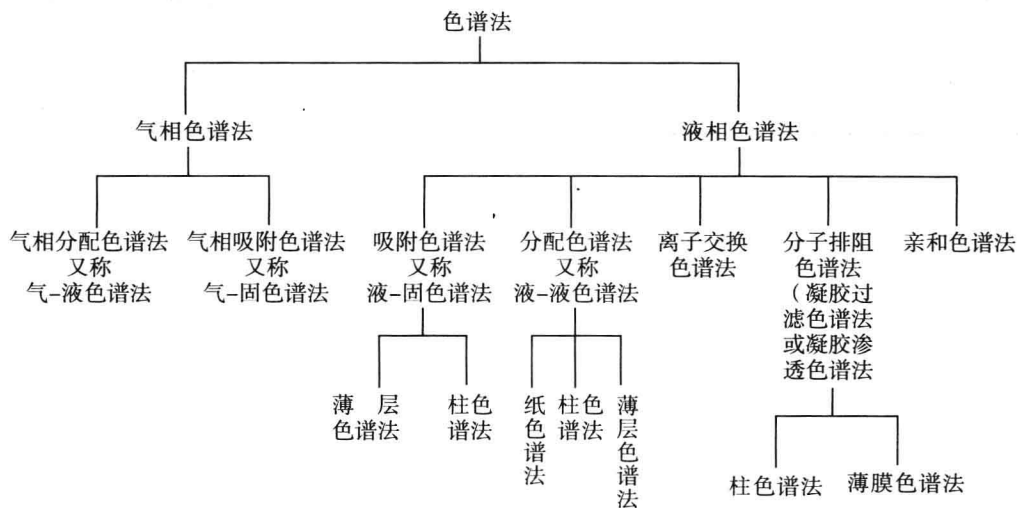 色谱法
气相色谱法
液相色谱法
气相分配色谱法
又称
气-液色谱法
气相吸附色谱法
又称
气-固色谱法
吸附色谱法
又称
液-固色谱法
分配色谱法
又称
液-液色谱法
离子交换
色谱法
分子排阻
色谱法
（凝胶过
滤色谱法
或凝胶渗
透色谱法
亲和色谱法
薄 层
色谱法
柱色
谱法
纸色谱法
柱色
谱法
薄层色谱法
柱色谱法
薄膜色谱法